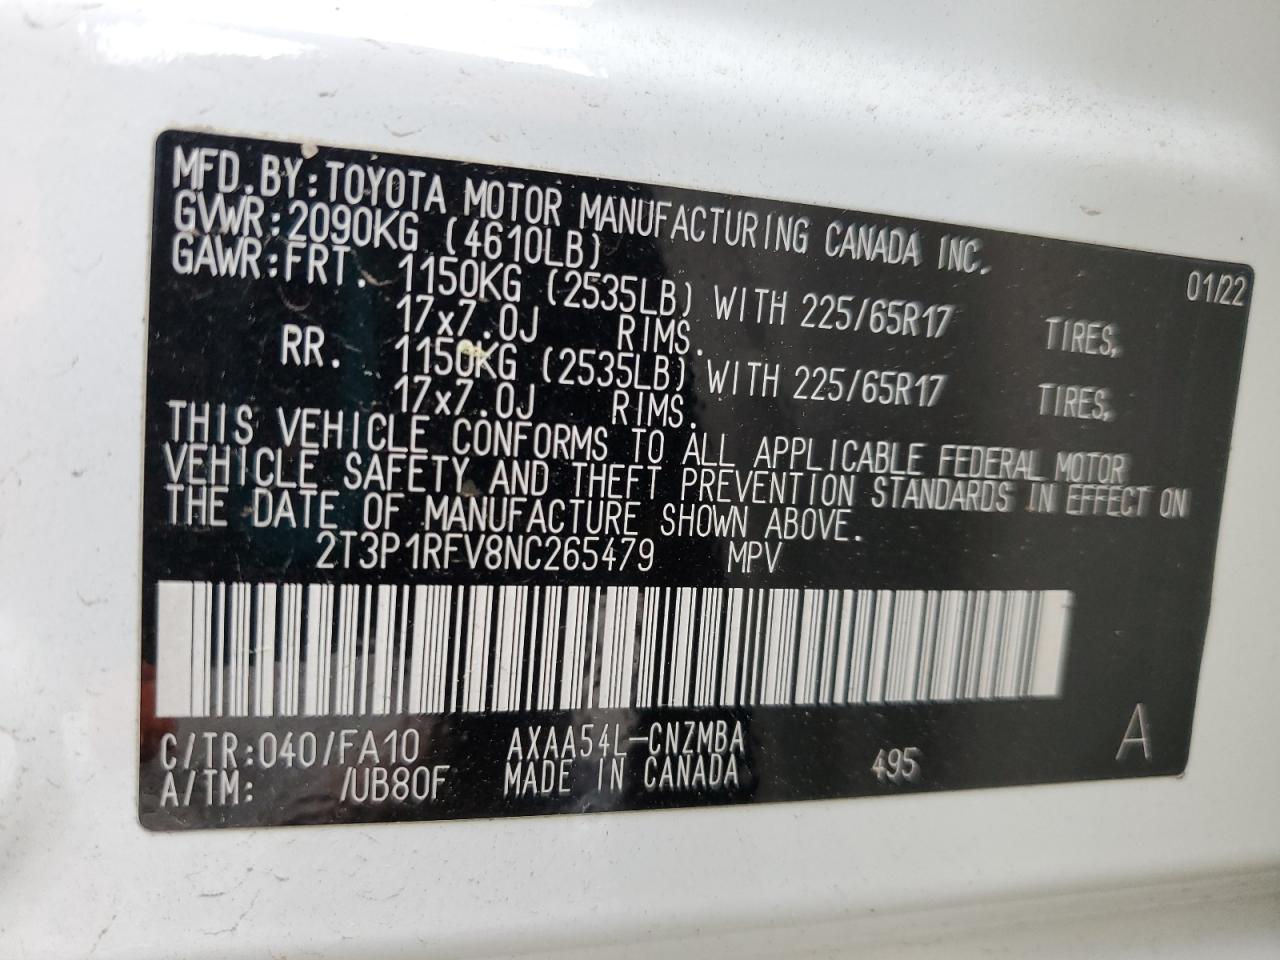 MFD.BY:TOYOTA MOTOR MANUFACTURING CANADA INC.
GVWR:2090KG (4610LB) 01/22
GAWR:FRT. 1150KG (2535LB) WITH 225/65R17 TIRES,
17x7.0J RIMS.
RR. 1150KG (2535LB) WITH 225/65R17 TIRES,
17x7.0J RIMS.
THIS VEHICLE CONFORMS TO ALL APPLICABLE FEDERAL MOTOR
VEHICLE SAFETY AND THEFT PREVENTION STANDARDS IN EFFECT ON
THE DATE OF MANUFACTURE SHOWN ABOVE.
2T3P1RFV8NC265479 MPV
C/TR:040/FA10 AXAA54L-CNZMBA 495 A
A/TM: /UB80F MADE IN CANADA